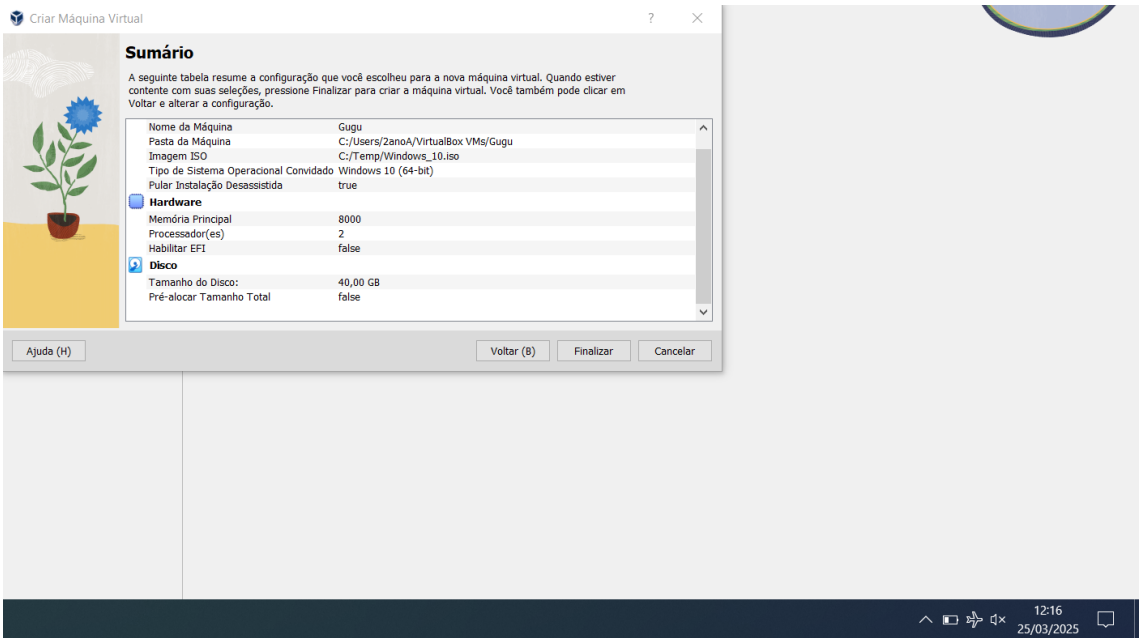 Criar Máquina Virtual
?
Sumário
A seguinte tabela resume a configuração que você escolheu para a nova máquina virtual. Quando estiver
contente com suas seleções, pressione Finalizar para criar a máquina virtual. Você também pode clicar em
Voltar e alterar a configuração.
Nome da Máquina Gugu
Pasta da Máquina C:/Users/2anoA/VirtualBox VMs/Gugu
Imagem ISO C:/Temp/Windows_10.iso
Tipo de Sistema Operacional Convidado Windows 10 (64-bit)
Pular Instalação Desassistida true
Hardware
Memória Principal 8000
Processador(es) 2
Habilitar EFI false
Disco
Tamanho do Disco: 40,00 GB
Pré-alocar Tamanho Total false
Ajuda (H) Voltar (B) Finalizar Cancelar
12:16
25/03/2025